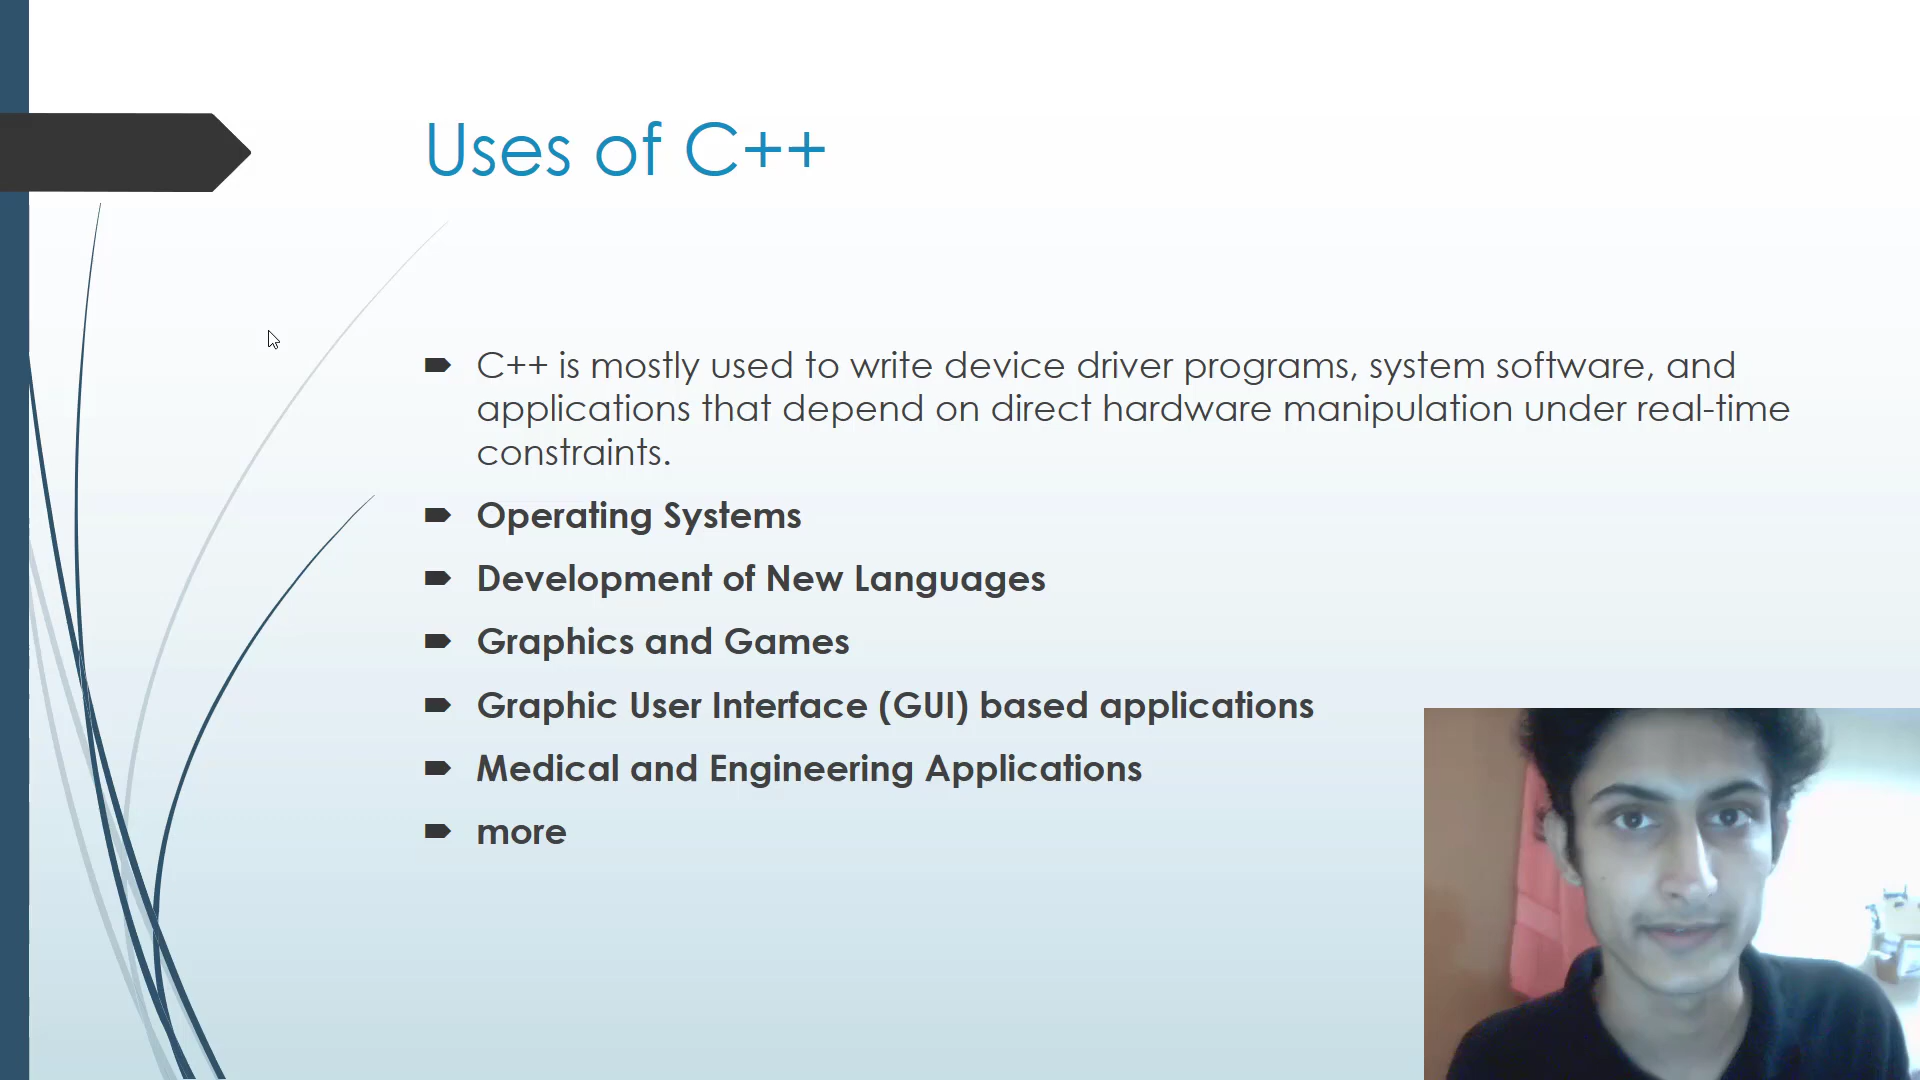 Uses of C++
C++ is mostly used to write device driver programs, system software, and
applications that depend on direct hardware manipulation under real-time
constraints.
Operating Systems
Development of New Languages
Graphics and Games
Graphic User Interface (GUI) based applications
Medical and Engineering Applications
more